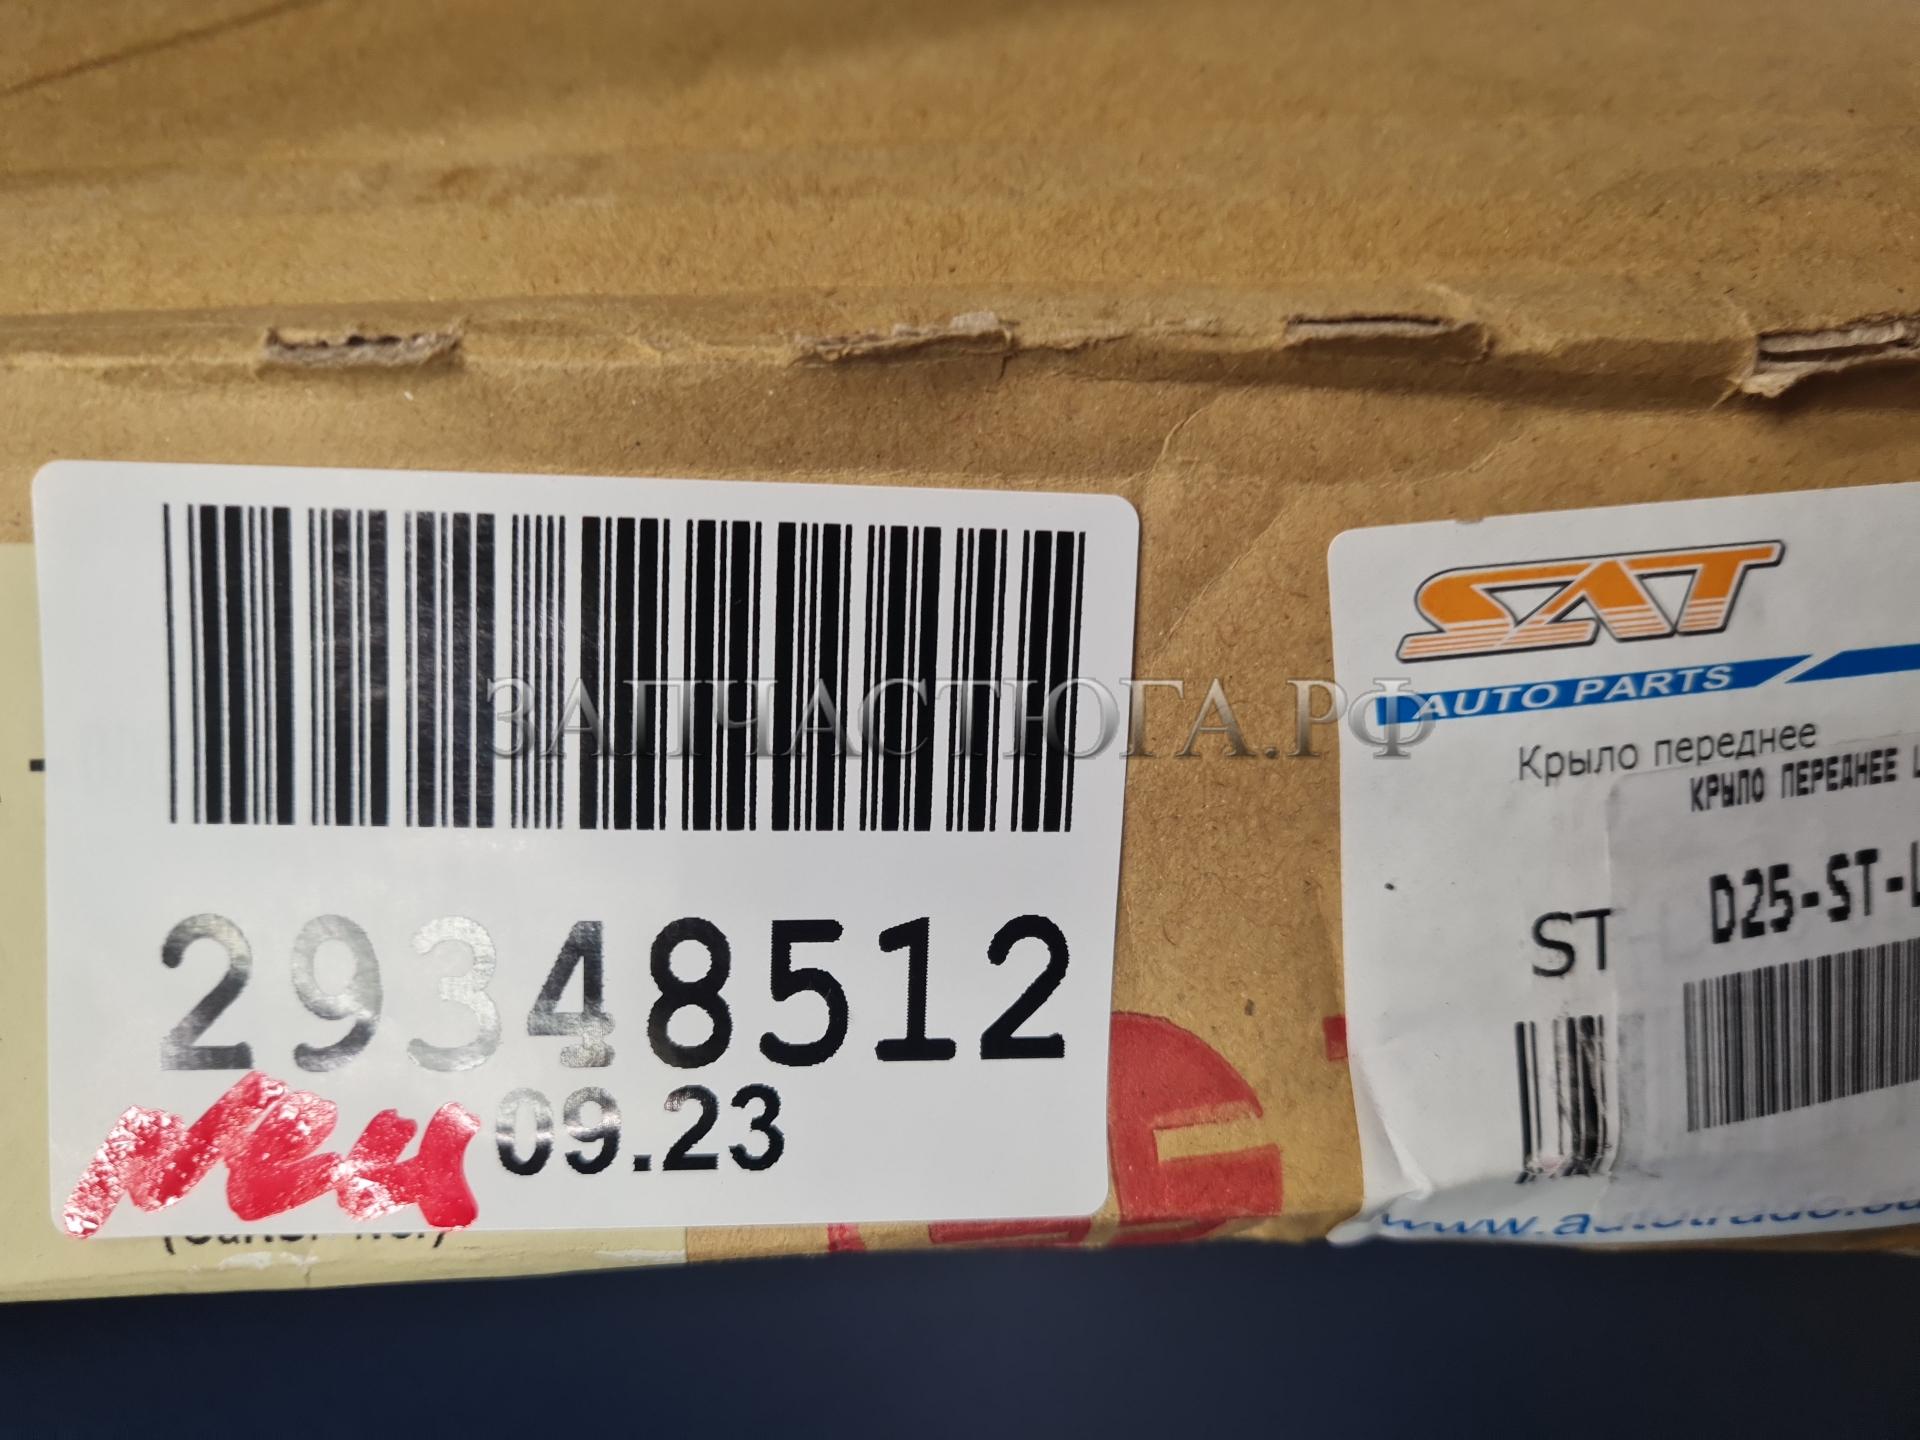 29348512
09.23
ЗАПЧАСТЮГА.РФ
SAT
AUTO PARTS
Крыло переднее
КРЫЛО ПЕРЕДНЕЕ
D25-ST-
ST